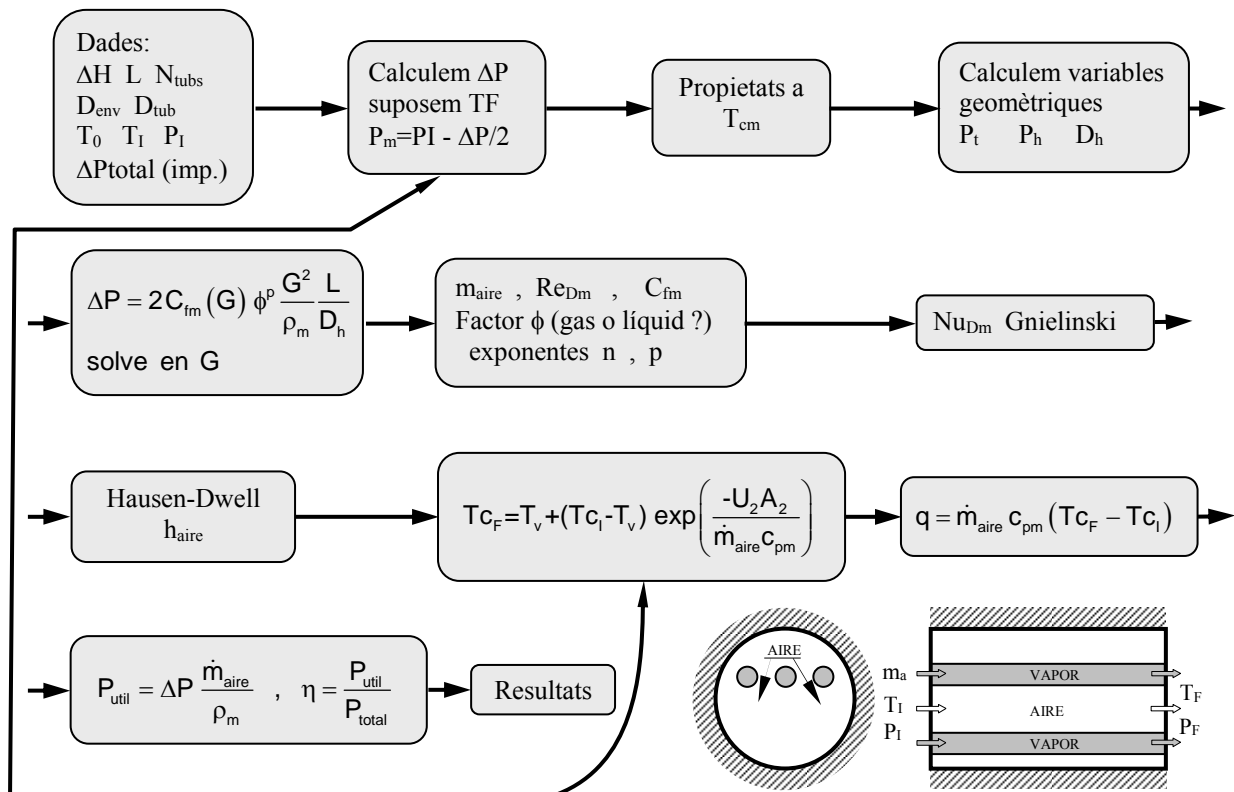 Dades:
ΔH L N_tubs
D_env D_tub
T_0 T_I P_I
ΔPtotal (imp.)
Calculem ΔP
suposem TF
P_m=PI - ΔP/2
Propietats a
T_cm
Calculem variables
geomètriques
P_t P_h D_h
ΔP = 2 C_fm (G) ϕ^p G^2/ρ_m L/D_h
solve en G
m_aire , Re_Dm , C_fm
Factor ϕ (gas o líquid ?)
exponentes n , p
Nu_Dm Gnielinski
Hausen-Dwell
h_aire
Tc_F=T_v+(Tc_I-T_v) exp(-U_2A_2/ṁ_aire c_pm)
q = ṁ_aire c_pm (Tc_F − Tc_I)
P_util = ΔP ṁ_aire/ρ_m , η = P_util/P_total
Resultats
AIRE
m_a
T_I
P_I
VAPOR
AIRE
VAPOR
T_F
P_F